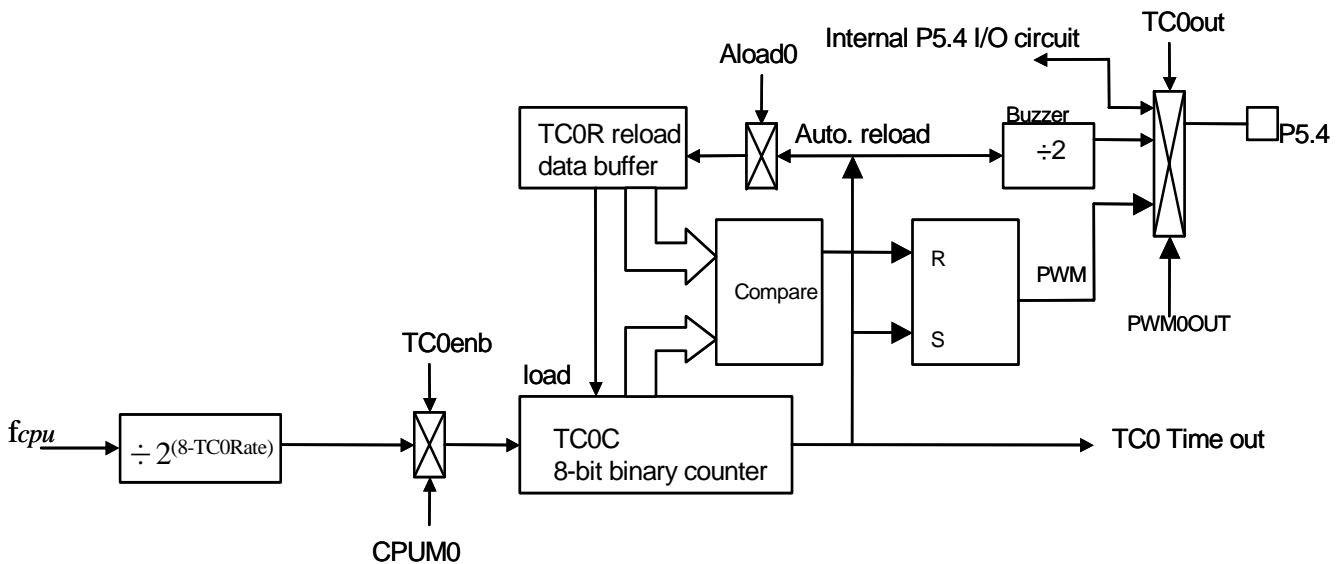 TC0out
Internal P5.4 I/O circuit
Aload0
TC0R reload
data buffer
Auto. reload
Buzzer
÷2
P5.4
Compare
R
S
PWM
PWM0OUT
TC0enb
load
fcpu
÷ 2(8-TC0Rate)
TC0C
8-bit binary counter
TC0 Time out
CPUM0